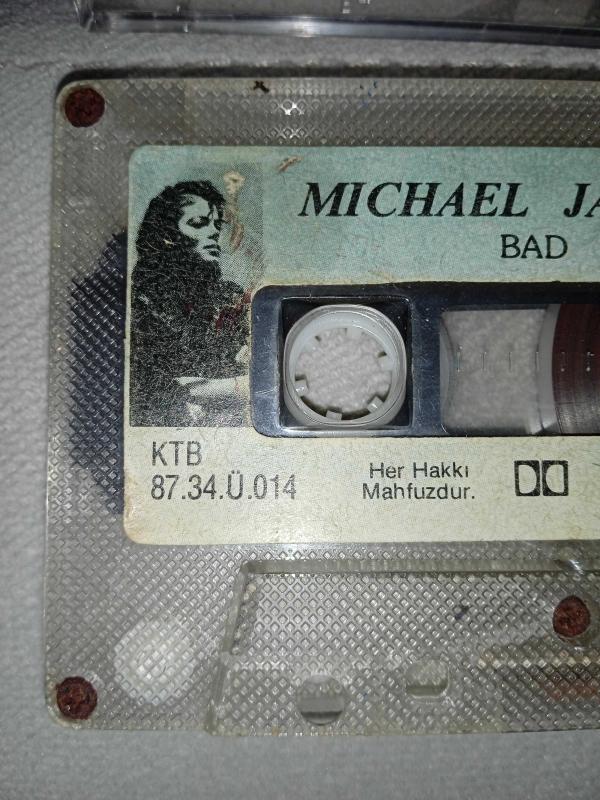 MICHAEL JA
BAD
KTB
87.34.Ü.014
Her Hakkı
Mahfuzdur.